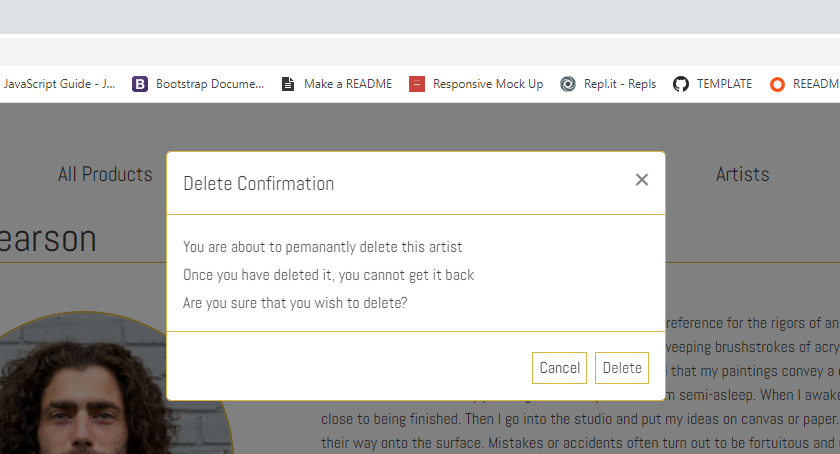 JavaScript Guide - J... Bootstrap Docume... Make a README Responsive Mock Up Repl.it - Repls TEMPLATE REEADM
All Products Artists
Delete Confirmation ×
earson
You are about to pemanantly delete this artist
Once you have deleted it, you cannot get it back
Are you sure that you wish to delete?
Cancel Delete
reference for the rigors of an
weeping brushstrokes of acry
that my paintings convey a
semi-asleep. When I awake
close to being finished. Then I go into the studio and put my ideas on canvas or paper.
their way onto the surface. Mistakes or accidents often turn out to be fortuitous and